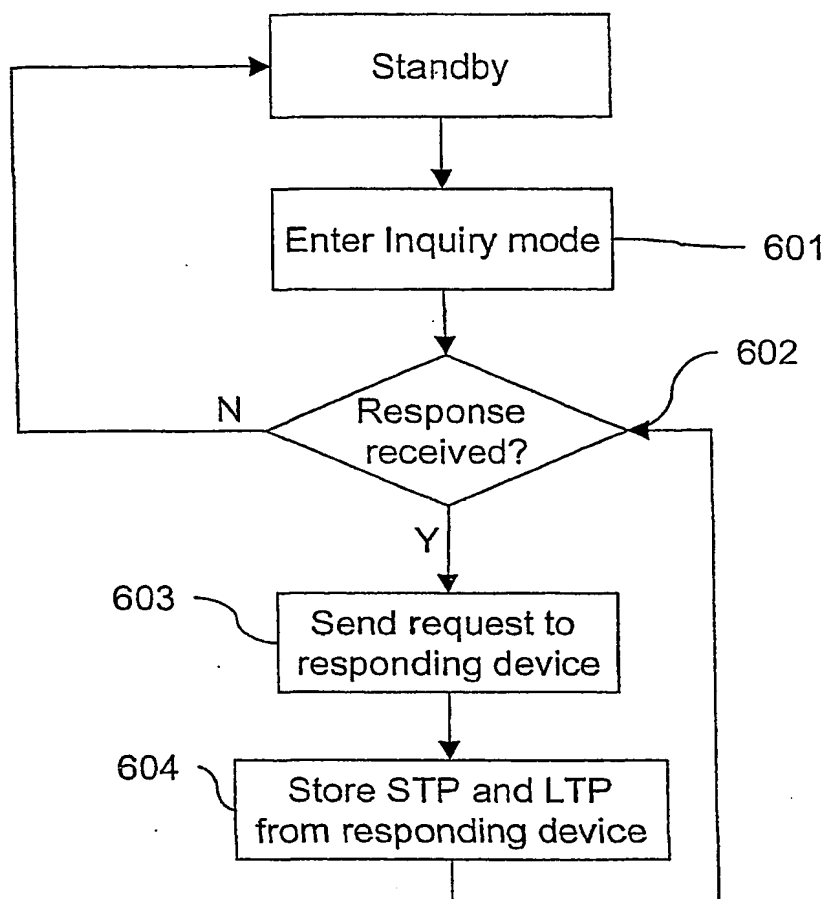 Standby
Enter Inquiry mode
601
602
N
Response
received?
Y
603
Send request to
responding device
604
Store STP and LTP
from responding device